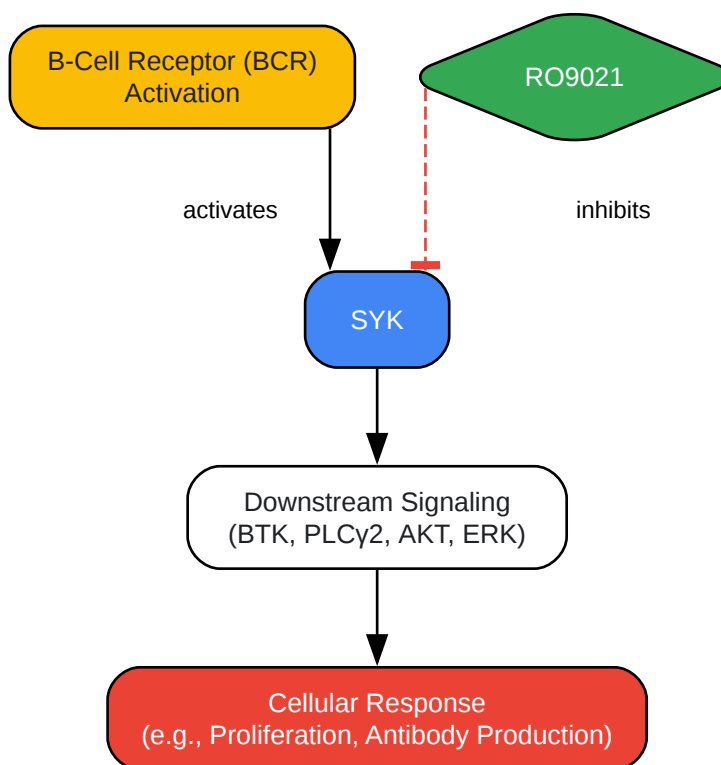 B-Cell Receptor (BCR)
Activation
RO9021
activates
inhibits
SYK
Downstream Signaling
(BTK, PLCγ2, AKT, ERK)
Cellular Response
(e.g., Proliferation, Antibody Production)